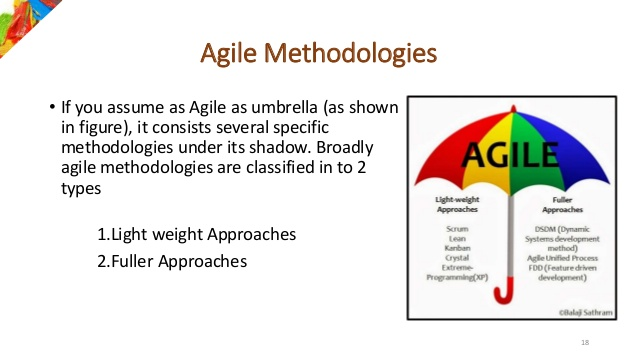 Agile Methodologies
• If you assume as Agile as umbrella (as shown
in figure), it consists several specific
methodologies under its shadow. Broadly
agile methodologies are classified in to 2
types
1.Light weight Approaches
2.Fuller Approaches
AGILE
Light-weight
Approaches
Scrum
Lean
Kanban
Crystal
Extreme-
Programming(XP)
Fuller
Approaches
DSDM (Dynamic
Systems development
method)
Agile Unified Process
FDD (Feature driven
development)
©Balaji Sathram
18